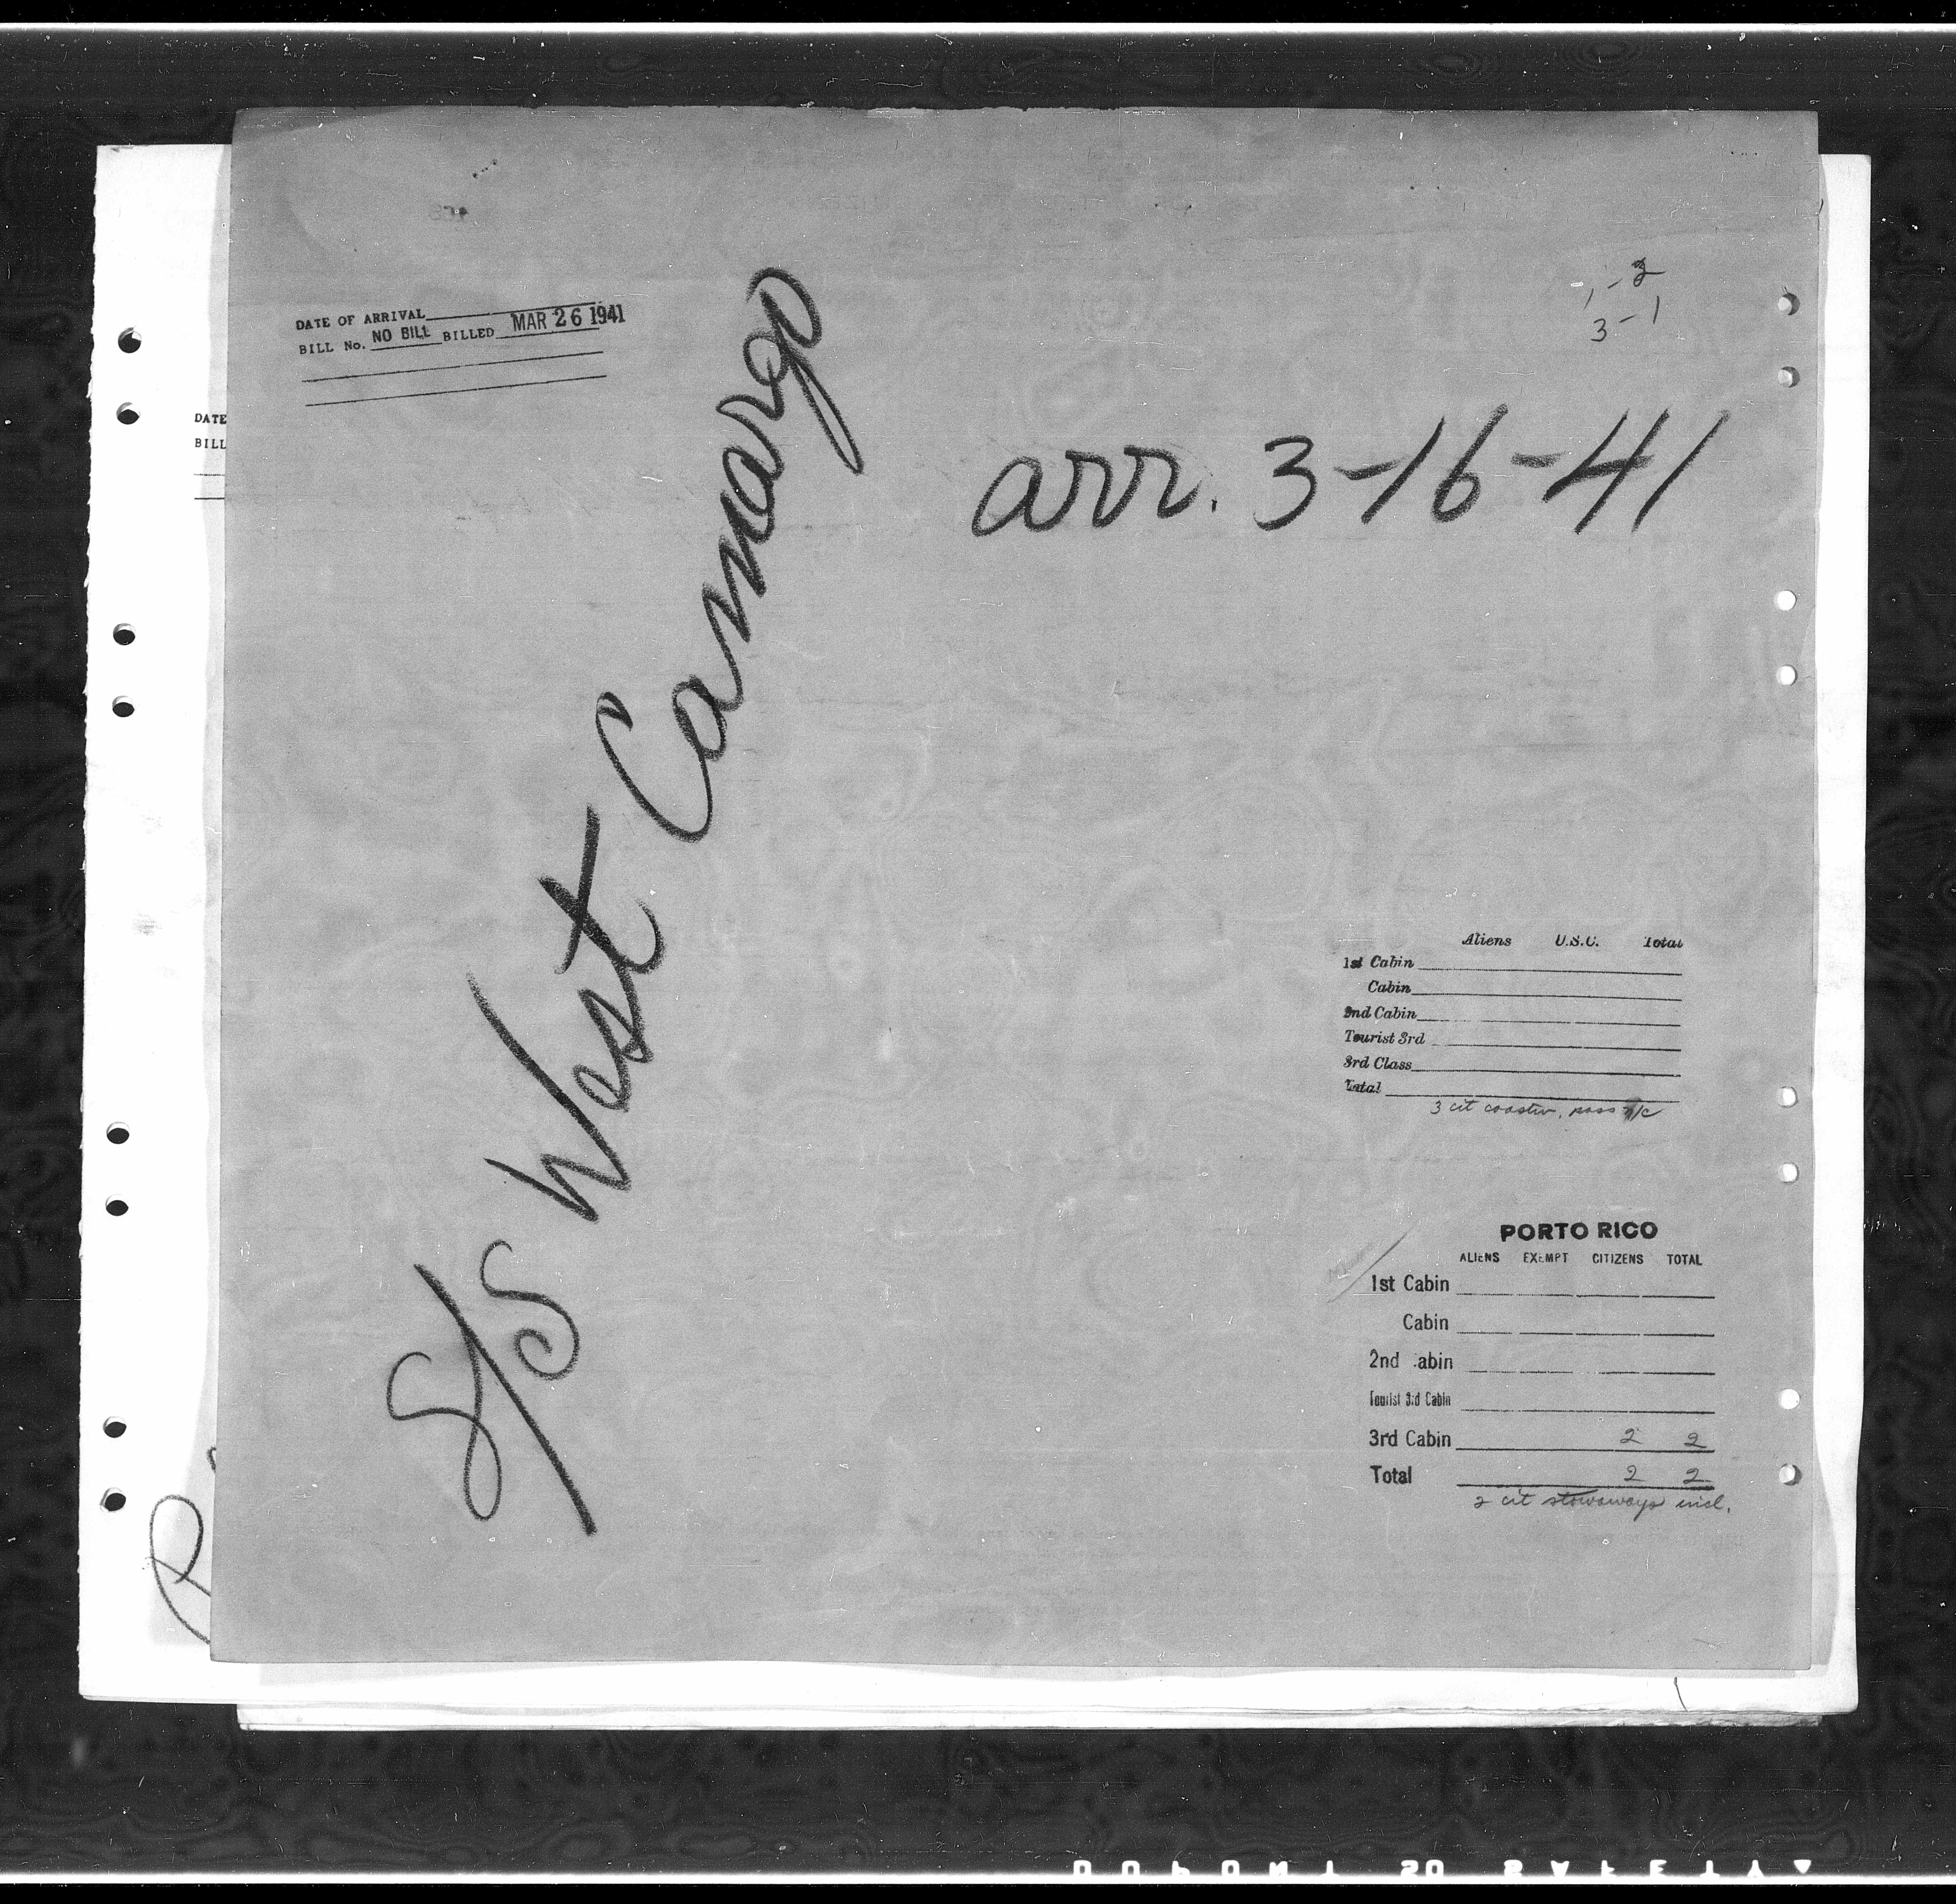 DATE OF ARRIVAL
BILL No. NO BILL BILLED MAR 26 1941
1-2
3-1
DATE
BILL
arr. 3-16-41
S/S West Camargo
Aliens U.S.C. Total
1st Cabin
Cabin
2nd Cabin
Tourist 3rd
3rd Class
Total
3 cit coastw. pass
PORTO RICO
ALIENS EXEMPT CITIZENS TOTAL
1st Cabin
Cabin
2nd Cabin
Tourist 3rd Cabin
3rd Cabin 2 2
Total 2 2
2 cit stowaways incl.